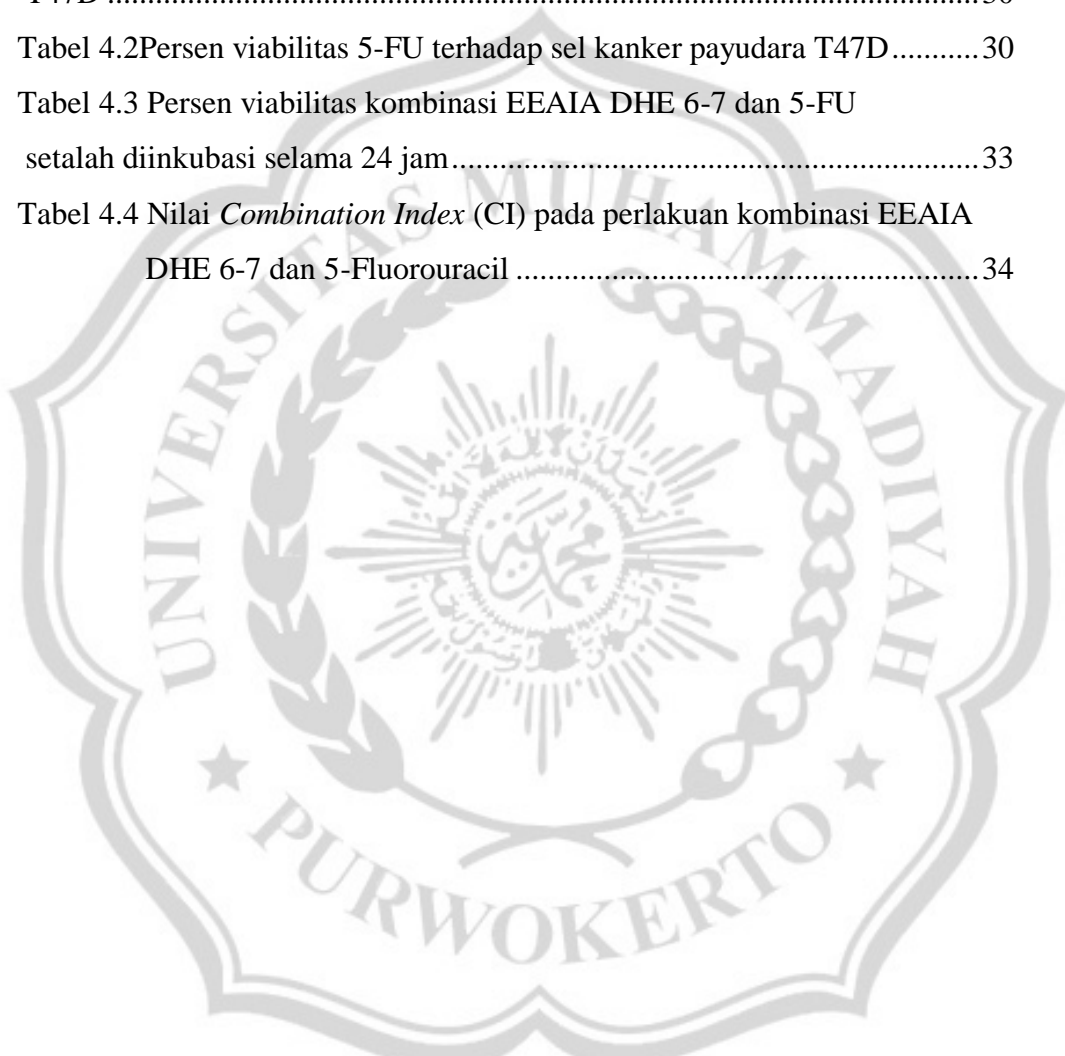 Tabel 4.2Persen viabilitas 5-FU terhadap sel kanker payudara T47D...........30
Tabel 4.3 Persen viabilitas kombinasi EEAIA DHE 6-7 dan 5-FU
setalah diinkubasi selama 24 jam.................................................................33
Tabel 4.4 Nilai Combination Index (CI) pada perlakuan kombinasi EEAIA
DHE 6-7 dan 5-Fluorouracil .........................................................34
UNIVERSITAS MUHAMMADIYAH
PURWOKERTO